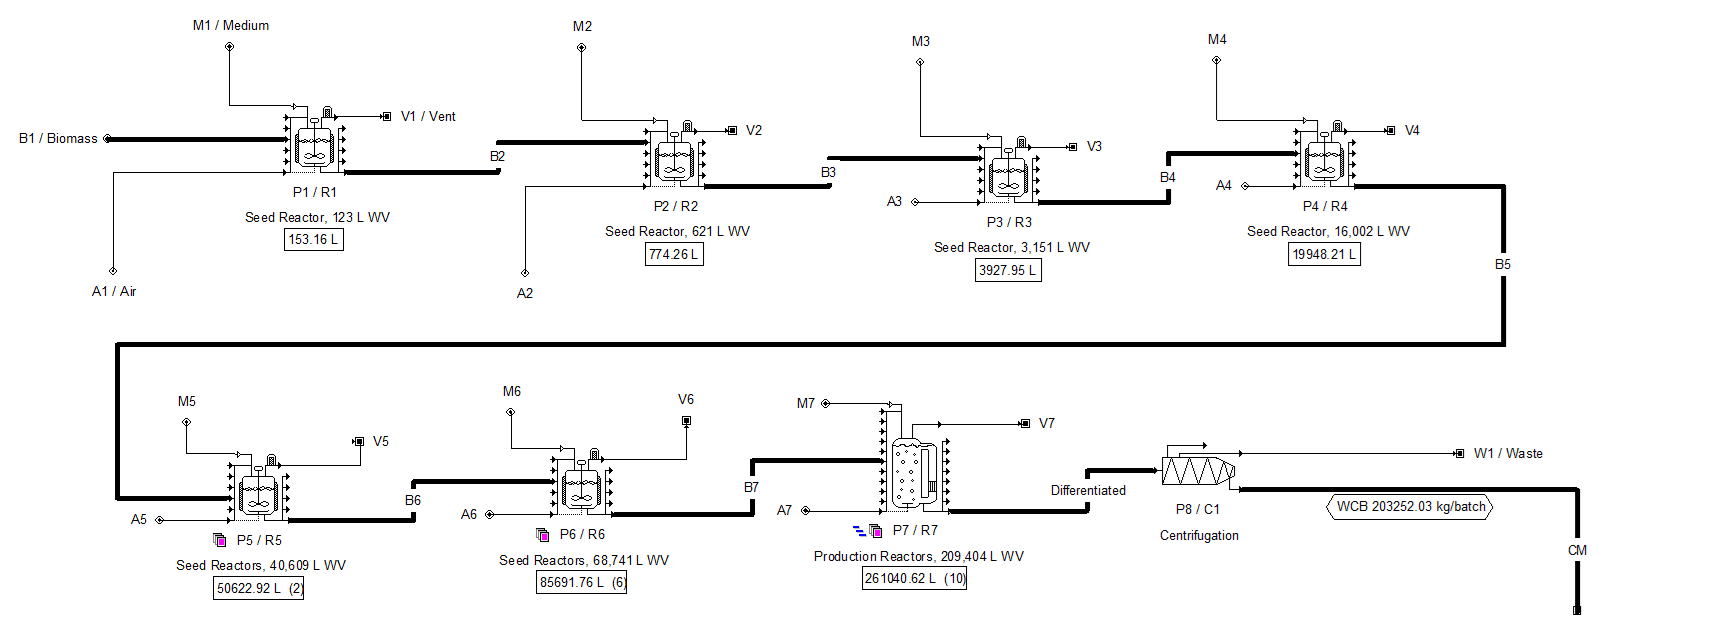 M1 / Medium
M2
M3
M4
B1 / Biomass
V1 / Vent
V2
V3
V4
B2
B3
B4
A3
A4
P1 / R1
Seed Reactor, 123 L WV
153.16 L
P2 / R2
Seed Reactor, 621 L WV
774.26 L
P3 / R3
Seed Reactor, 3,151 L WV
3927.95 L
P4 / R4
Seed Reactor, 16,002 L WV
19948.21 L
A1 / Air
A2
B5
M5
M6
V6
M7
V7
V5
W1 / Waste
B6
B7
Differentiated
A5
A6
A7
WCB 203252.03 kg/batch
P5 / R5
Seed Reactors, 40,609 L WV
50622.92 L (2)
P6 / R6
Seed Reactors, 68,741 L WV
85691.76 L (6)
P7 / R7
Production Reactors, 209,404 L WV
261040.62 L (10)
P8 / C1
Centrifugation
CM